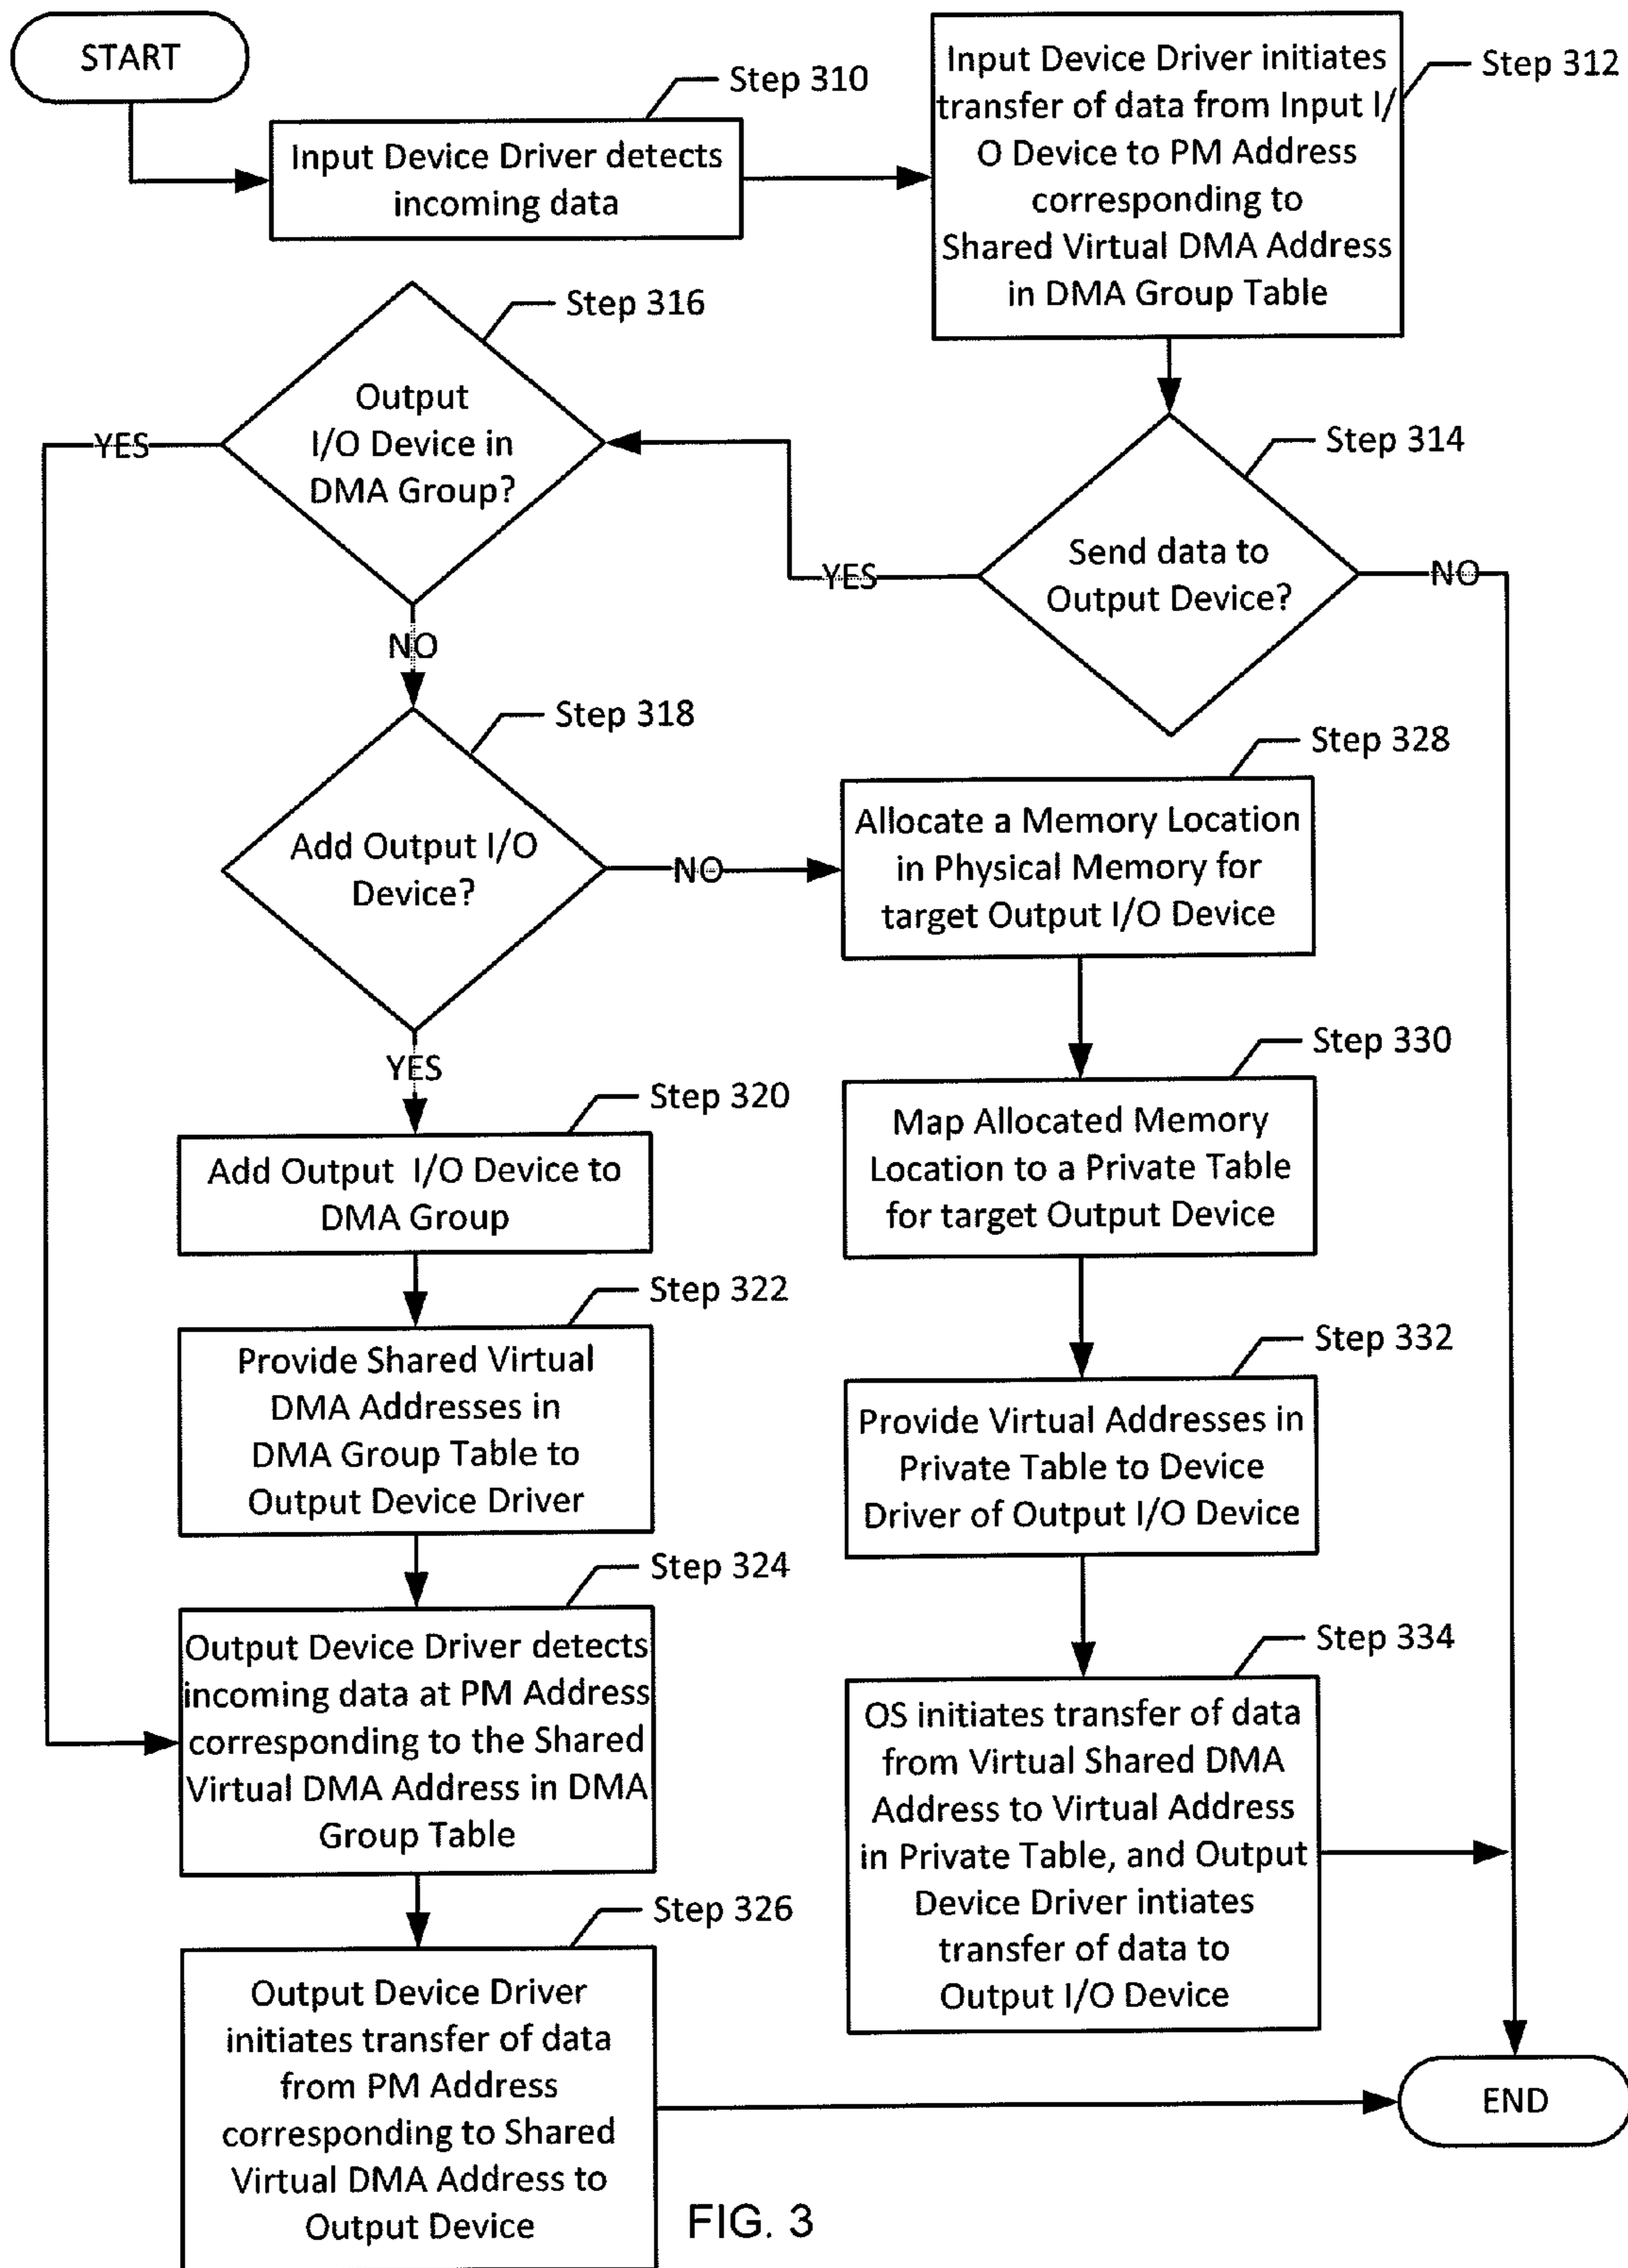 START
Step 310
Input Device Driver detects
incoming data
Step 312
Input Device Driver initiates
transfer of data from Input I/
O Device to PM Address
corresponding to
Shared Virtual DMA Address
in DMA Group Table
Step 314
Send data to
Output Device?
YES
NO
Step 316
Output
I/O Device in
DMA Group?
YES
NO
Step 318
Add Output I/O
Device?
NO
YES
Step 320
Add Output I/O Device to
DMA Group
Step 322
Provide Shared Virtual
DMA Addresses in
DMA Group Table to
Output Device Driver
Step 324
Output Device Driver detects
incoming data at PM Address
corresponding to the Shared
Virtual DMA Address in DMA
Group Table
Step 326
Output Device Driver
initiates transfer of data
from PM Address
corresponding to Shared
Virtual DMA Address to
Output Device
Step 328
Allocate a Memory Location
in Physical Memory for
target Output I/O Device
Step 330
Map Allocated Memory
Location to a Private Table
for target Output Device
Step 332
Provide Virtual Addresses in
Private Table to Device
Driver of Output I/O Device
Step 334
OS initiates transfer of data
from Virtual Shared DMA
Address to Virtual Address
in Private Table, and Output
Device Driver intiates
transfer of data to
Output I/O Device
END
FIG. 3